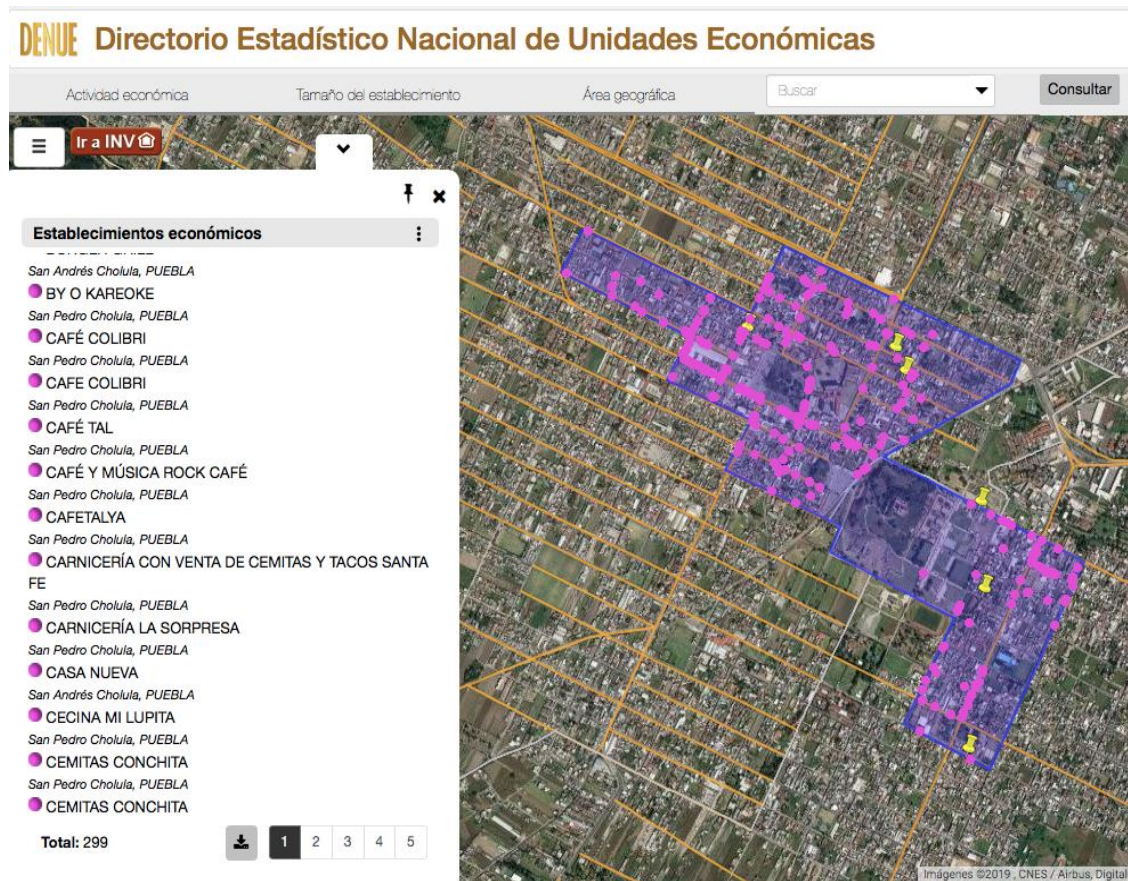 DENUE Directorio Estadístico Nacional de Unidades Económicas
Actividad económica
Tamaño del establecimiento
Área geográfica
Buscar
Consultar
Ir a INV
Establecimientos económicos
San Andrés Cholula, PUEBLA
BY O KAREOKE
San Pedro Cholula, PUEBLA
CAFÉ COLIBRI
San Pedro Cholula, PUEBLA
CAFE COLIBRI
San Pedro Cholula, PUEBLA
CAFÉ TAL
San Pedro Cholula, PUEBLA
CAFÉ Y MÚSICA ROCK CAFÉ
San Pedro Cholula, PUEBLA
CAFETALYA
San Pedro Cholula, PUEBLA
CARNICERÍA CON VENTA DE CEMITAS Y TACOS SANTA
FE
San Pedro Cholula, PUEBLA
CARNICERÍA LA SORPRESA
San Pedro Cholula, PUEBLA
CASA NUEVA
San Andrés Cholula, PUEBLA
CECINA MI LUPITA
San Pedro Cholula, PUEBLA
CEMITAS CONCHITA
San Pedro Cholula, PUEBLA
CEMITAS CONCHITA
Total: 299
1 2 3 4 5
Imágenes ©2019 , CNES / Airbus, Digital